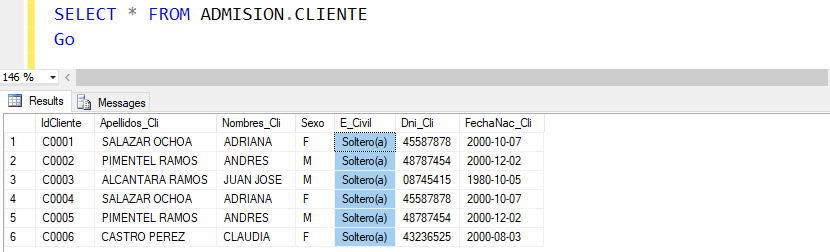 SELECT * FROM ADMISION.CLIENTE
Go
146 %
Results Messages
IdCliente Apellidos_Cli Nombres_Cli Sexo E_Civil Dni_Cli FechaNac_Cli
1 C0001 SALAZAR OCHOA ADRIANA F Soltero(a) 45587878 2000-10-07
2 C0002 PIMENTEL RAMOS ANDRES M Soltero(a) 48787454 2000-12-02
3 C0003 ALCANTARA RAMOS JUAN JOSE M Soltero(a) 08745415 1980-10-05
4 C0004 SALAZAR OCHOA ADRIANA F Soltero(a) 45587878 2000-10-07
5 C0005 PIMENTEL RAMOS ANDRES M Soltero(a) 48787454 2000-12-02
6 C0006 CASTRO PEREZ CLAUDIA F Soltero(a) 43236525 2000-08-03